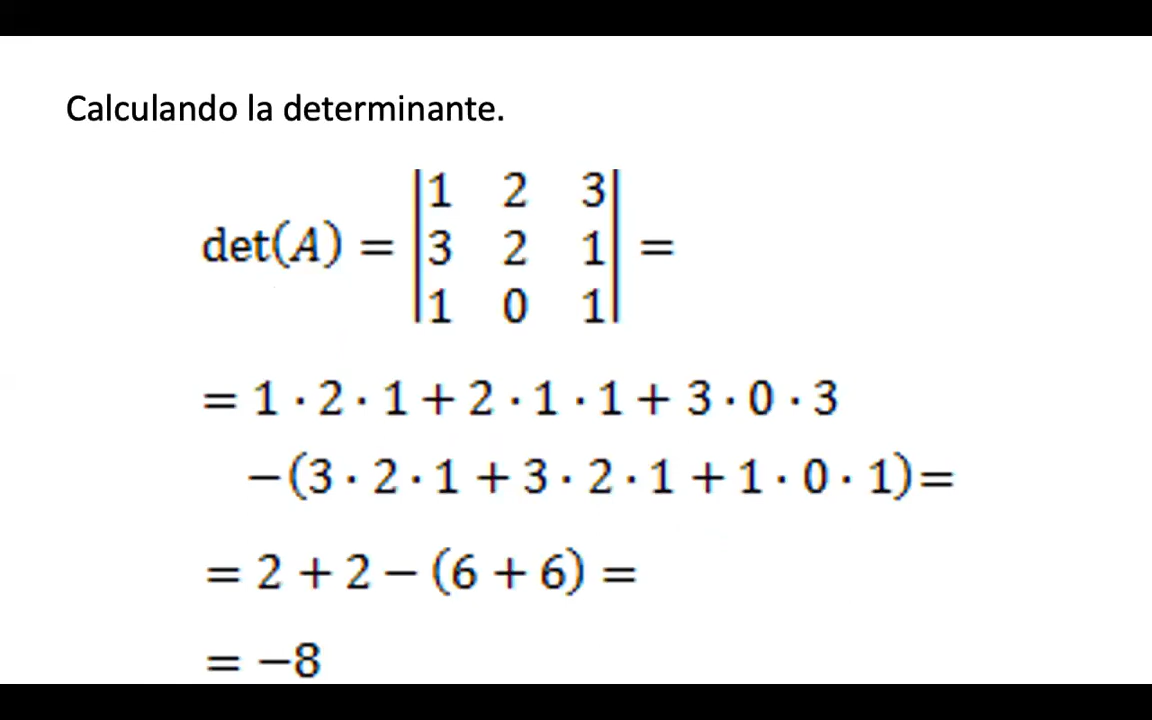 Calculando la determinante.
|1 2 3|
det(A) = |3 2 1| =
|1 0 1|
= 1 · 2 · 1 + 2 · 1 · 1 + 3 · 0 · 3
−(3 · 2 · 1 + 3 · 2 · 1 + 1 · 0 · 1)=
= 2 + 2 − (6 + 6) =
= −8